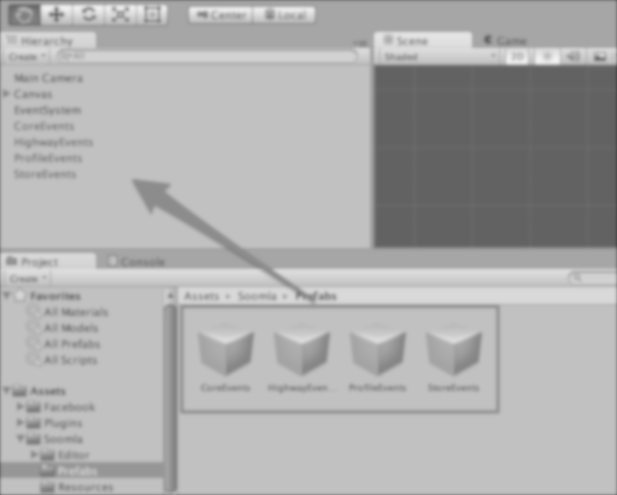 Center Local
Hierarchy
Create
Main Camera
Canvas
EventSystem
CoreEvents
HighwayEvents
ProfileEvents
StoreEvents
Scene Game
Shaded 2D
Project Console
Create
Favorites
All Materials
All Models
All Prefabs
All Scripts
Assets
Facebook
Plugins
Soomla
Editor
Prefabs
Resources
Assets Soomla Prefabs
CoreEvents HighwayEven... ProfileEvents StoreEvents